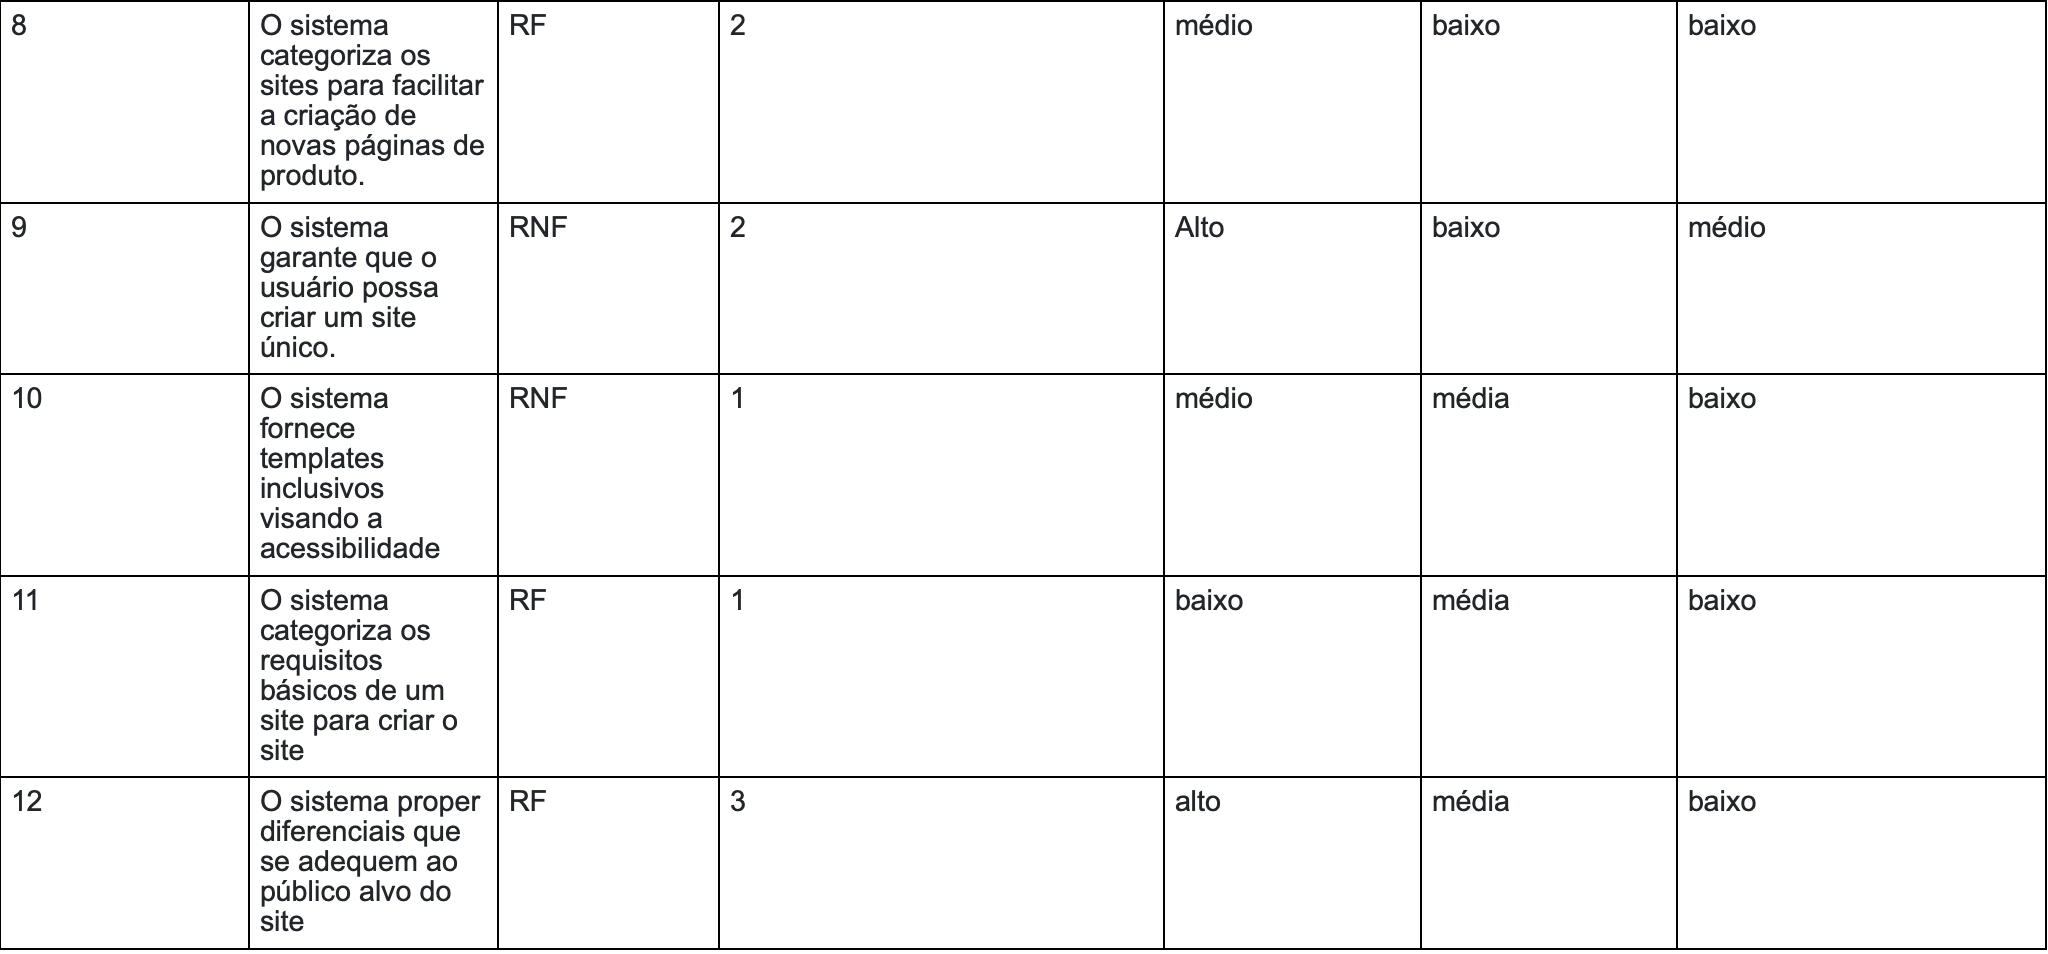 8
O sistema
categoriza os
sites para facilitar
a criação de
novas páginas de
produto.
RF
2
médio
baixo
baixo
9
O sistema
garante que o
usuário possa
criar um site
único.
RNF
2
Alto
baixo
médio
10
O sistema
fornece
templates
inclusivos
visando a
acessibilidade
RNF
1
médio
média
baixo
11
O sistema
categoriza os
requisitos
básicos de um
site para criar o
site
RF
1
baixo
média
baixo
12
O sistema proper
diferenciais que
se adequem ao
público alvo do
site
RF
3
alto
média
baixo